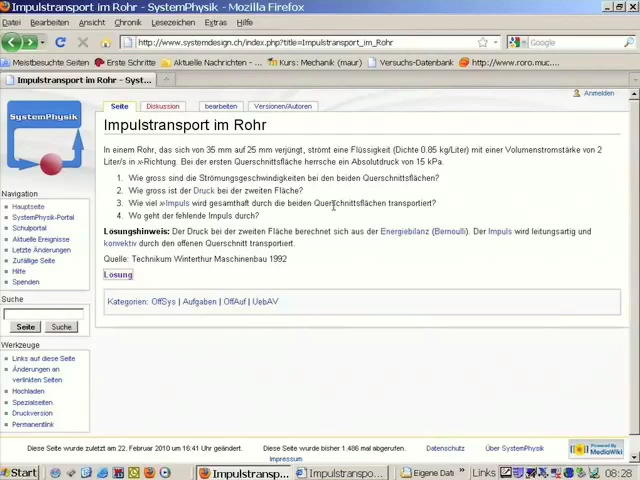 Impulstransport im Rohr - SystemPhysik - Mozilla Firefox
Datei Bearbeiten Ansicht Chronik Lesezeichen Extras Hilfe
http://www.systemdesign.ch/index.php?title=Impulstransport_im_Rohr
Google
Meistbesuchte Seiten Erste Schritte Aktuelle Nachrichten - ... Kurs: Mechanik (maur) Versuchs-Datenbank http://www.roro.muc....
Impulstransport im Rohr - Syst...
Anmelden
SystemPhysik
Seite Diskussion bearbeiten Versionen/Autoren
Impulstransport im Rohr
In einem Rohr, das sich von 35 mm auf 25 mm verjüngt, strömt eine Flüssigkeit (Dichte 0.85 kg/Liter) mit einer Volumenstromstärke von 2
Liter/s in x-Richtung. Bei der ersten Querschnittsfläche herrsche ein Absolutdruck von 15 kPa.
1. Wie gross sind die Strömungsgeschwindigkeiten bei den beiden Querschnittsflächen?
2. Wie gross ist der Druck bei der zweiten Fläche?
3. Wie viel x-Impuls wird gesamthaft durch die beiden Querschnittsflächen transportiert?
4. Wo geht der fehlende Impuls durch?
Lösungshinweis: Der Druck bei der zweiten Fläche berechnet sich aus der Energiebilanz (Bernoulli). Der Impuls wird leitungsartig und
konvektiv durch den offenen Querschnitt transportiert.
Quelle: Technikum Winterthur Maschinenbau 1992
Lösung
Kategorien: OffSys | Aufgaben | OffAuf | UebAV
Navigation
Hauptseite
SystemPhysik-Portal
Schulportal
Aktuelle Ereignisse
Letzte Änderungen
Zufällige Seite
Hilfe
Spenden
Suche
Seite Suche
Werkzeuge
Links auf diese Seite
Änderungen an
verlinkten Seiten
Hochladen
Spezialseiten
Druckversion
Permanentlink
Diese Seite wurde zuletzt am 22. Februar 2010 um 16:41 Uhr geändert. Diese Seite wurde bisher 1.486 mal abgerufen. Datenschutz Über SystemPhysik
Impressum
Powered By
MediaWiki
Start Impulstransp... Impulstranspo... Eigene Dati Links 08:28